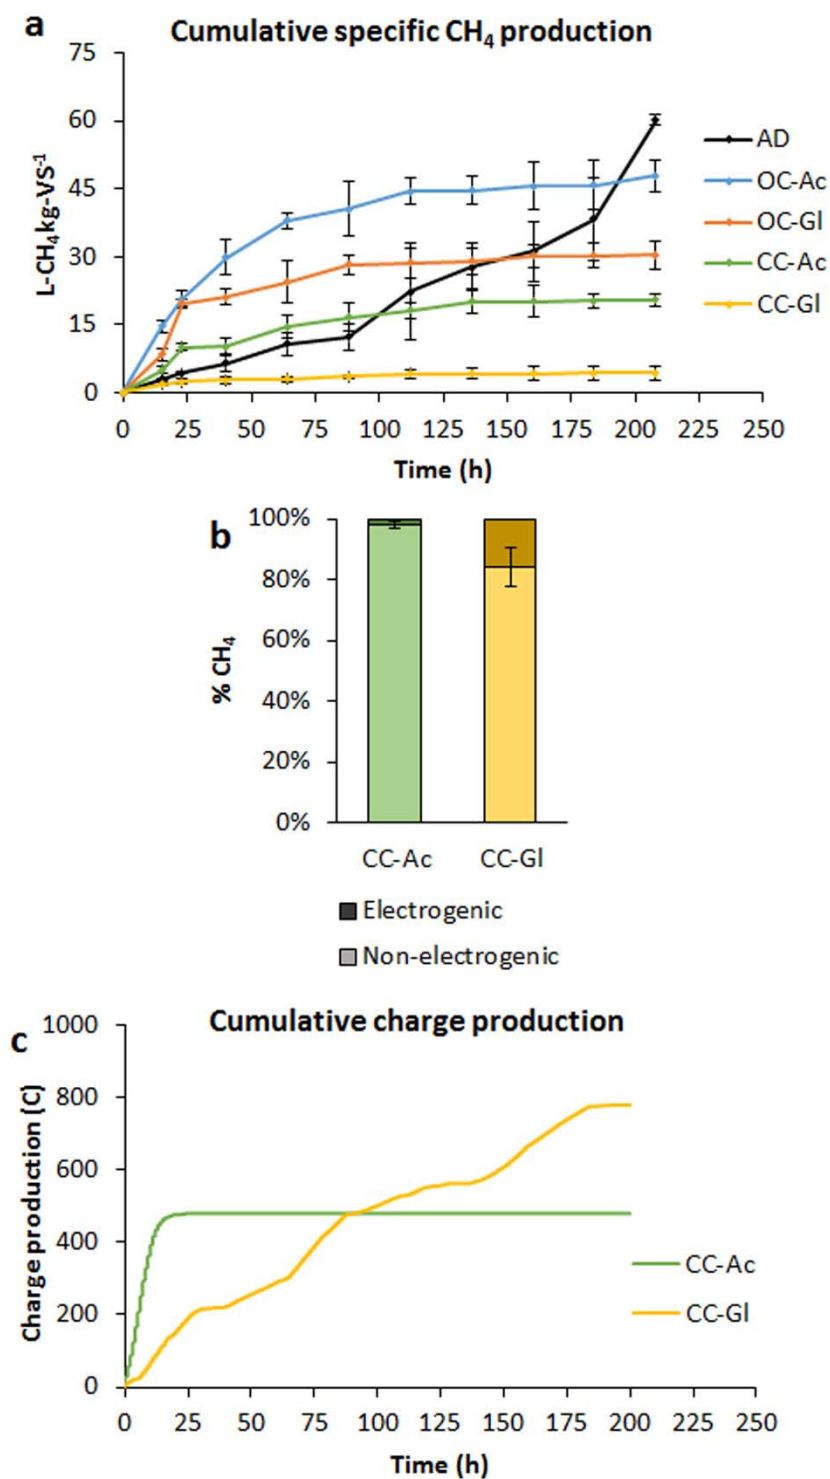 a
Cumulative specific CH₄ production
75
60
45
30
15
0
L-CH₄ kg-VS⁻¹
0 25 50 75 100 125 150 175 200 225 250
Time (h)
AD
OC-Ac
OC-Gl
CC-Ac
CC-Gl
b
100%
80%
60%
40%
20%
0%
% CH₄
CC-Ac CC-Gl
Electrogenic
Non-electrogenic
c
Cumulative charge production
1000
800
600
400
200
0
Charge production (C)
0 25 50 75 100 125 150 175 200 225 250
Time (h)
CC-Ac
CC-Gl